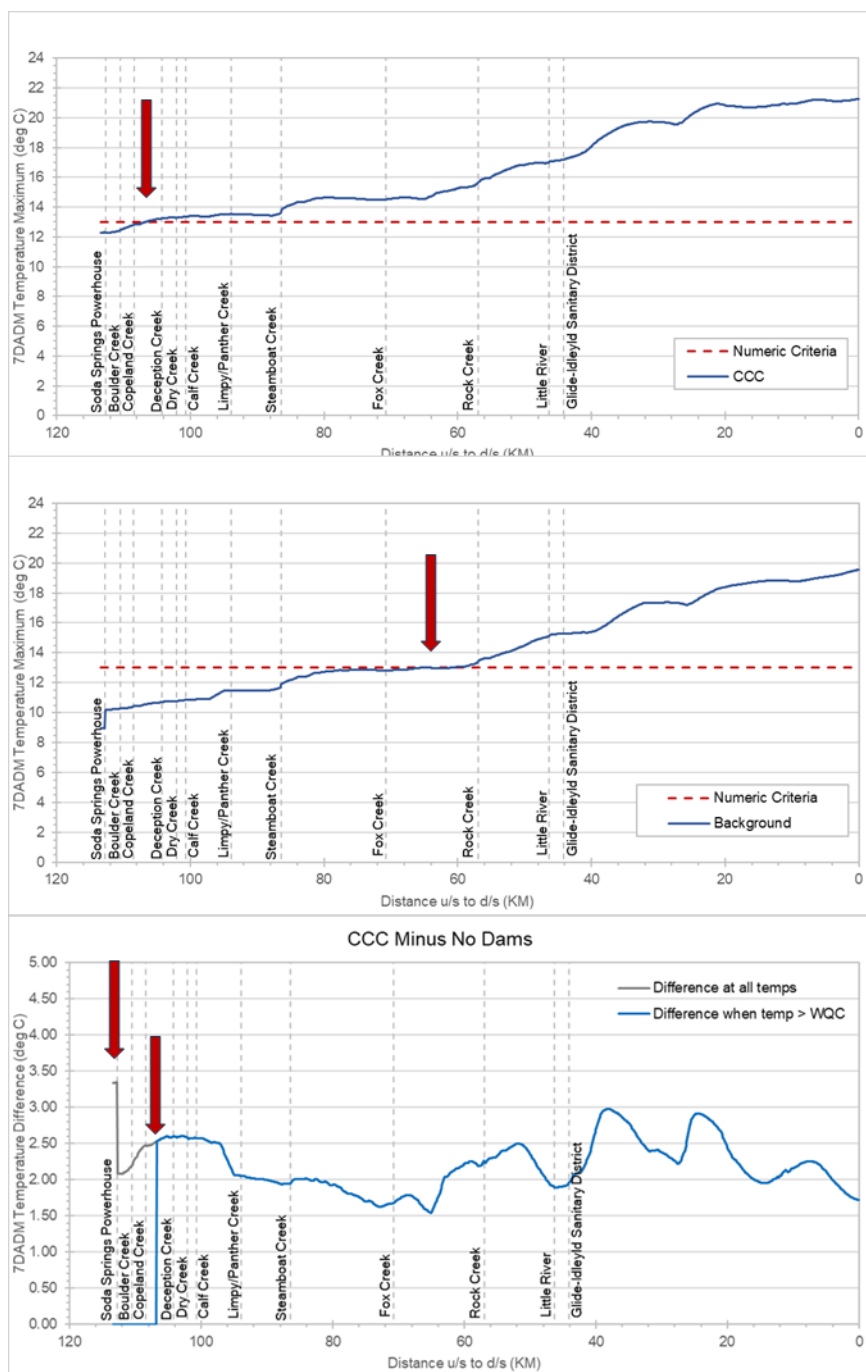 24
22
20
18
16
14
12
10
8
6
4
2
0
7DADM Temperature Maximum (deg C)
Soda Springs Powerhouse
Boulder Creek
Copeland Creek
Deception Creek
Dry Creek
Calf Creek
Limpy/Panther Creek
Steamboat Creek
Fox Creek
Rock Creek
Little River
Glide-Idleyld Sanitary District
Numeric Criteria
CCC
120 100 80 60 40 20 0
Distance u/s to d/s (KM)
24
22
20
18
16
14
12
10
8
6
4
2
0
7DADM Temperature Maximum (deg C)
Soda Springs Powerhouse
Boulder Creek
Copeland Creek
Deception Creek
Dry Creek
Calf Creek
Limpy/Panther Creek
Steamboat Creek
Fox Creek
Rock Creek
Little River
Glide-Idleyld Sanitary District
Numeric Criteria
Background
120 100 80 60 40 20 0
Distance u/s to d/s (KM)
CCC Minus No Dams
5.00
4.50
4.00
3.50
3.00
2.50
2.00
1.50
1.00
0.50
0.00
7DADM Temperature Difference (deg C)
Difference at all temps
Difference when temp > WQC
Soda Springs Powerhouse
Boulder Creek
Copeland Creek
Deception Creek
Dry Creek
Calf Creek
Limpy/Panther Creek
Steamboat Creek
Fox Creek
Rock Creek
Little River
Glide-Idleyld Sanitary District
120 100 80 60 40 20 0
Distance u/s to d/s (KM)